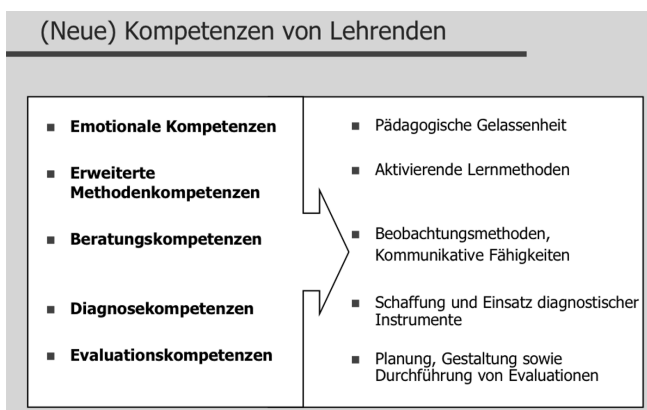 (Neue) Kompetenzen von Lehrenden
Emotionale Kompetenzen
Erweiterte
Methodenkompetenzen
Beratungskompetenzen
Diagnosekompetenzen
Evaluationskompetenzen
Pädagogische Gelassenheit
Aktivierende Lernmethoden
Beobachtungsmethoden,
Kommunikative Fähigkeiten
Schaffung und Einsatz diagnostischer
Instrumente
Planung, Gestaltung sowie
Durchführung von Evaluationen